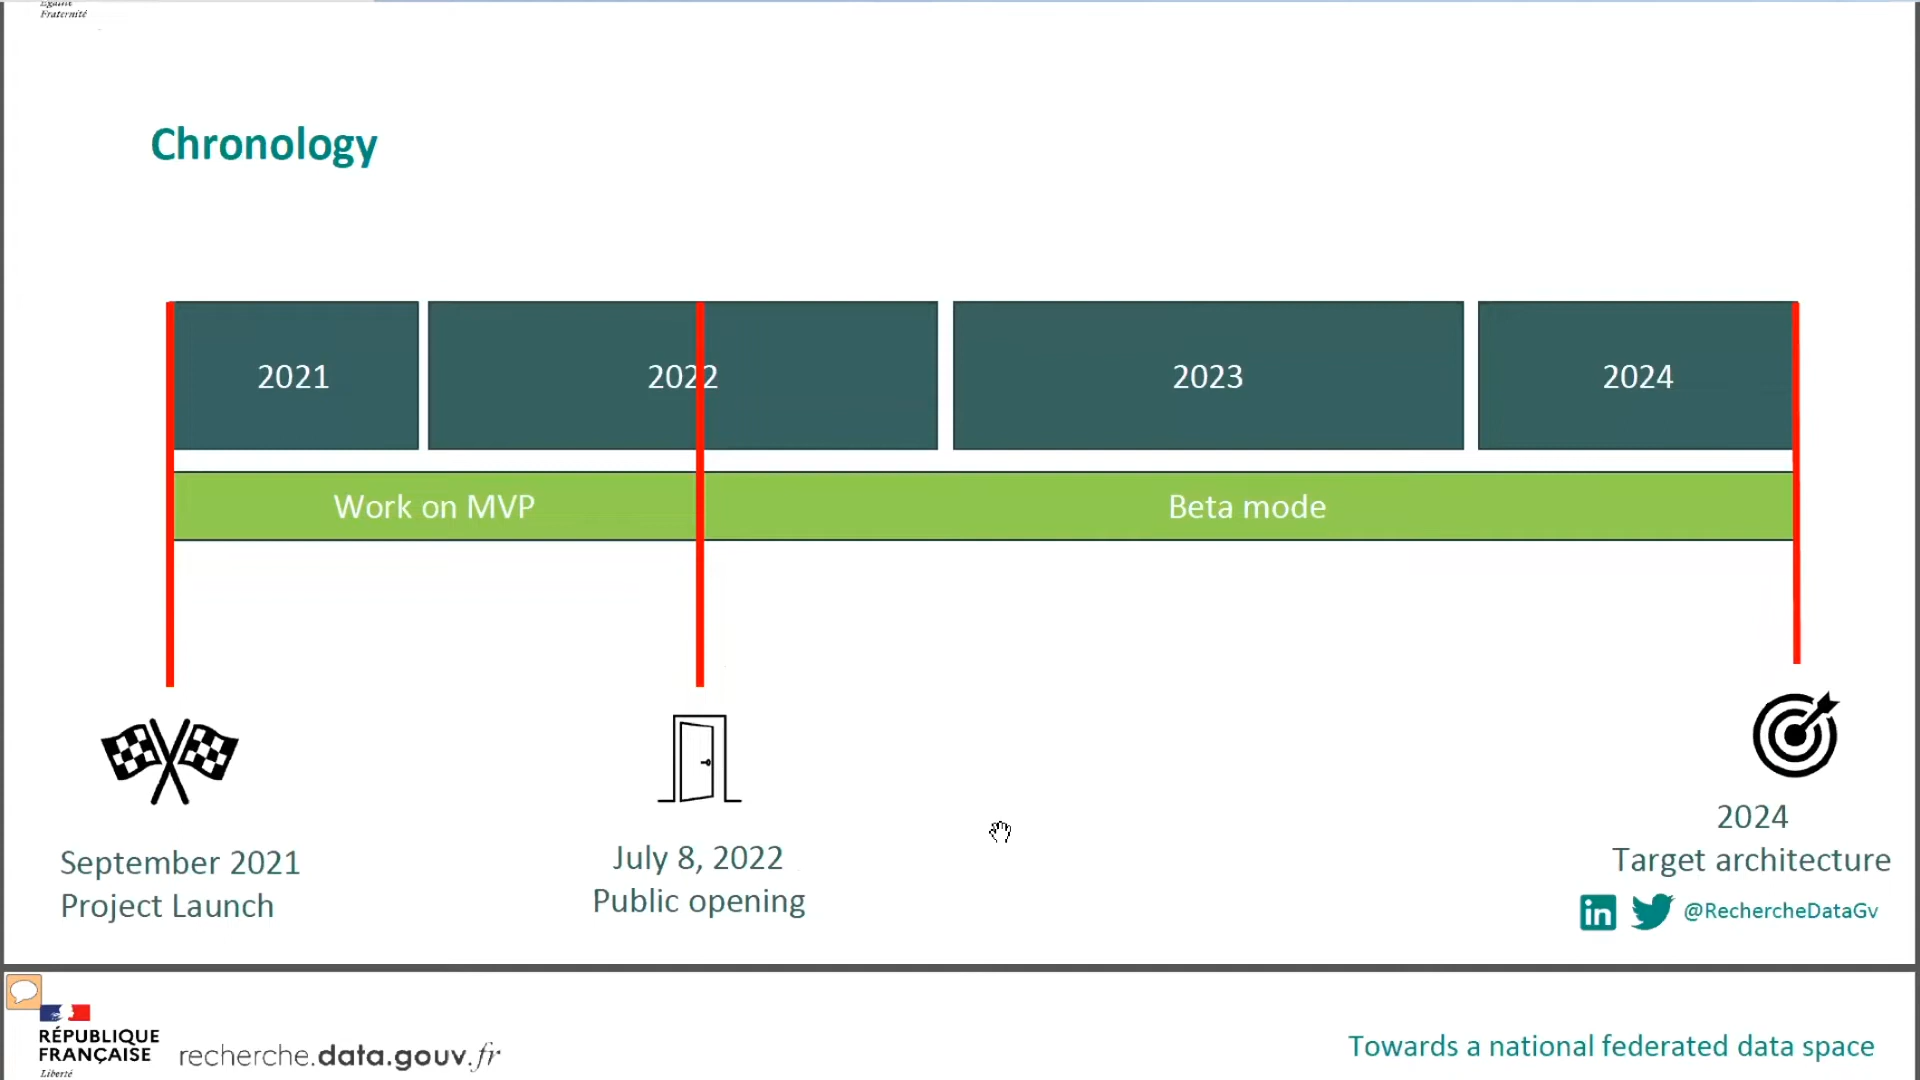 Égalité
Fraternité
Chronology
2021
2022
2023
2024
Work on MVP
Beta mode
September 2021
Project Launch
July 8, 2022
Public opening
2024
Target architecture
in
@RechercheDataGv
RÉPUBLIQUE
FRANÇAISE
Liberté
recherche.data.gouv.fr
Towards a national federated data space